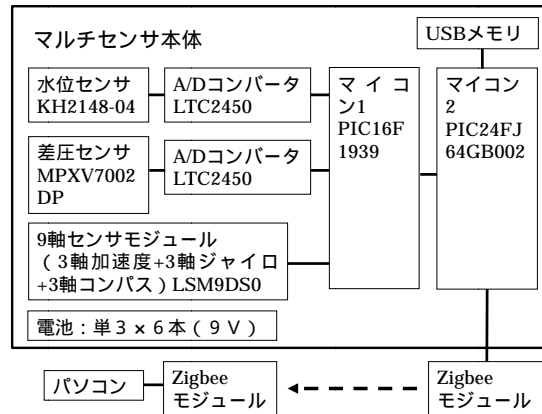 マルチセンサ本体
USBメモリ
水位センサ
KH2148-04
A/Dコンバータ
LTC2450
マイコ
ン1
PIC16F
1939
マイコン
2
PIC24FJ
64GB002
差圧センサ
MPXV7002
DP
A/Dコンバータ
LTC2450
9軸センサモジュール
(3軸加速度+3軸ジャイロ
+3軸コンパス)LSM9DS0
電池:単3×6本(9V)
パソコン
Zigbee
モジュール
Zigbee
モジュール